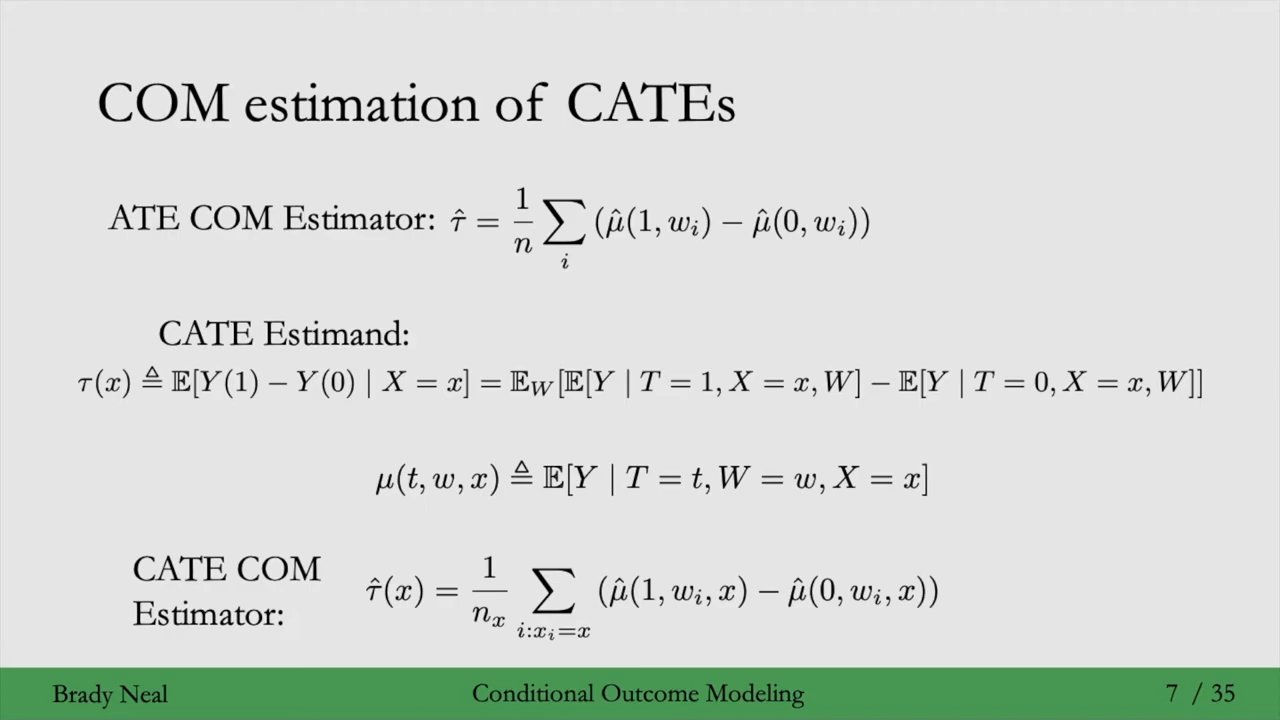 COM estimation of CATEs
ATE COM Estimator: τ̂ = 1/n ∑_i (μ̂(1, w_i) − μ̂(0, w_i))
CATE Estimand:
τ(x) ≜ 𝔼[Y(1) − Y(0) | X = x] = 𝔼_W[𝔼[Y | T = 1, X = x, W] − 𝔼[Y | T = 0, X = x, W]]
μ(t, w, x) ≜ 𝔼[Y | T = t, W = w, X = x]
CATE COM
Estimator: τ̂(x) = 1/n_x ∑_{i:x_i=x} (μ̂(1, w_i, x) − μ̂(0, w_i, x))
Brady Neal Conditional Outcome Modeling 7 / 35